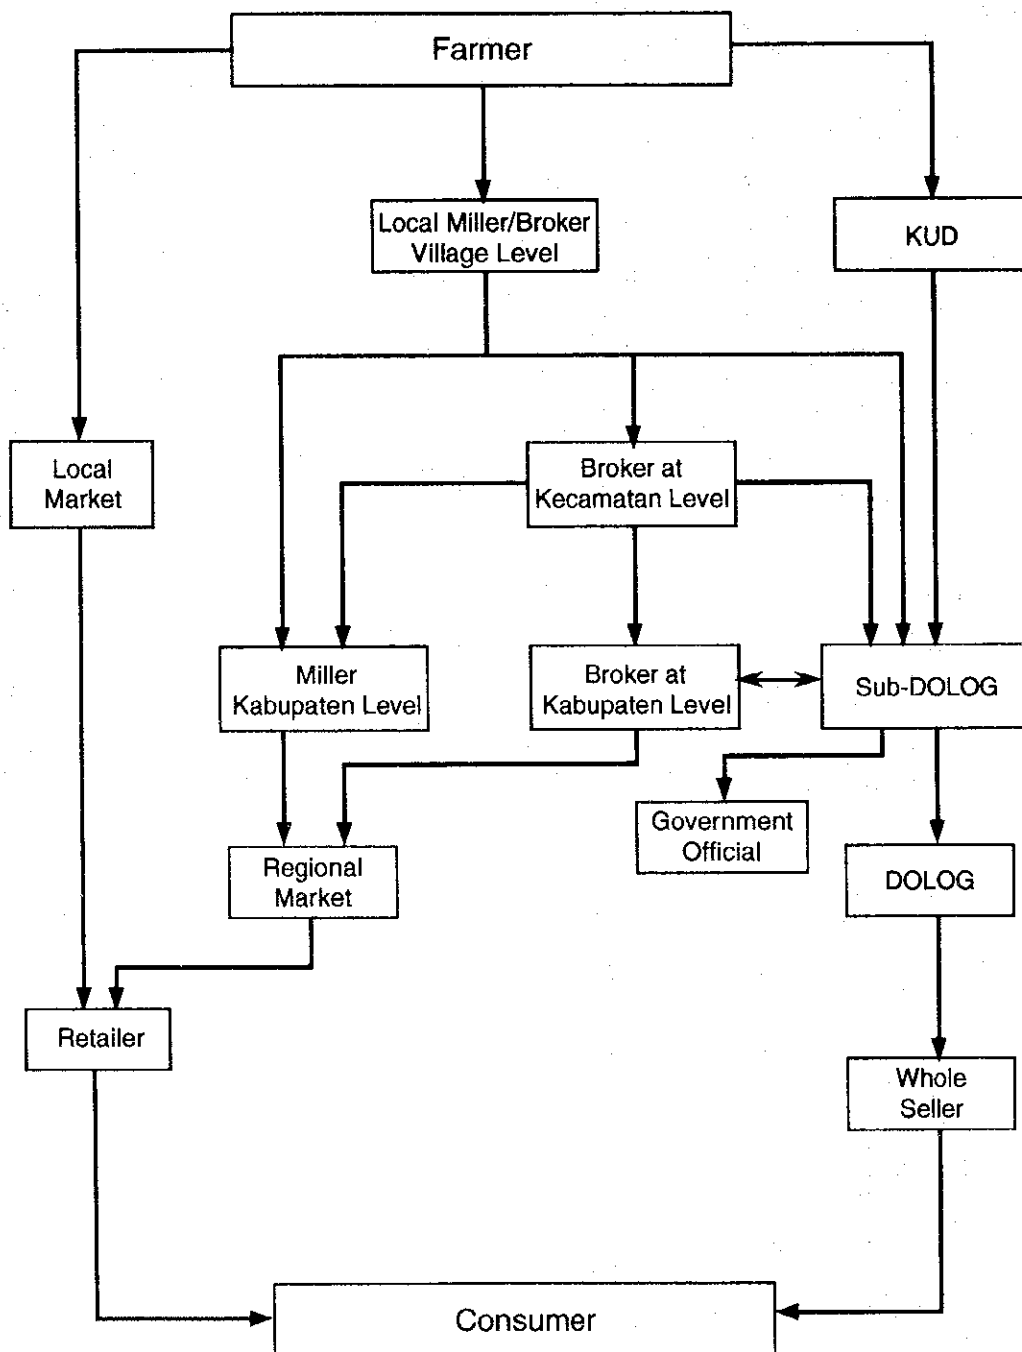 Farmer
Local Miller/Broker
Village Level
KUD
Local
Market
Broker at
Kecamatan Level
Miller
Kabupaten Level
Broker at
Kabupaten Level
Sub-DOLOG
Government
Official
Regional
Market
DOLOG
Retailer
Whole
Seller
Consumer